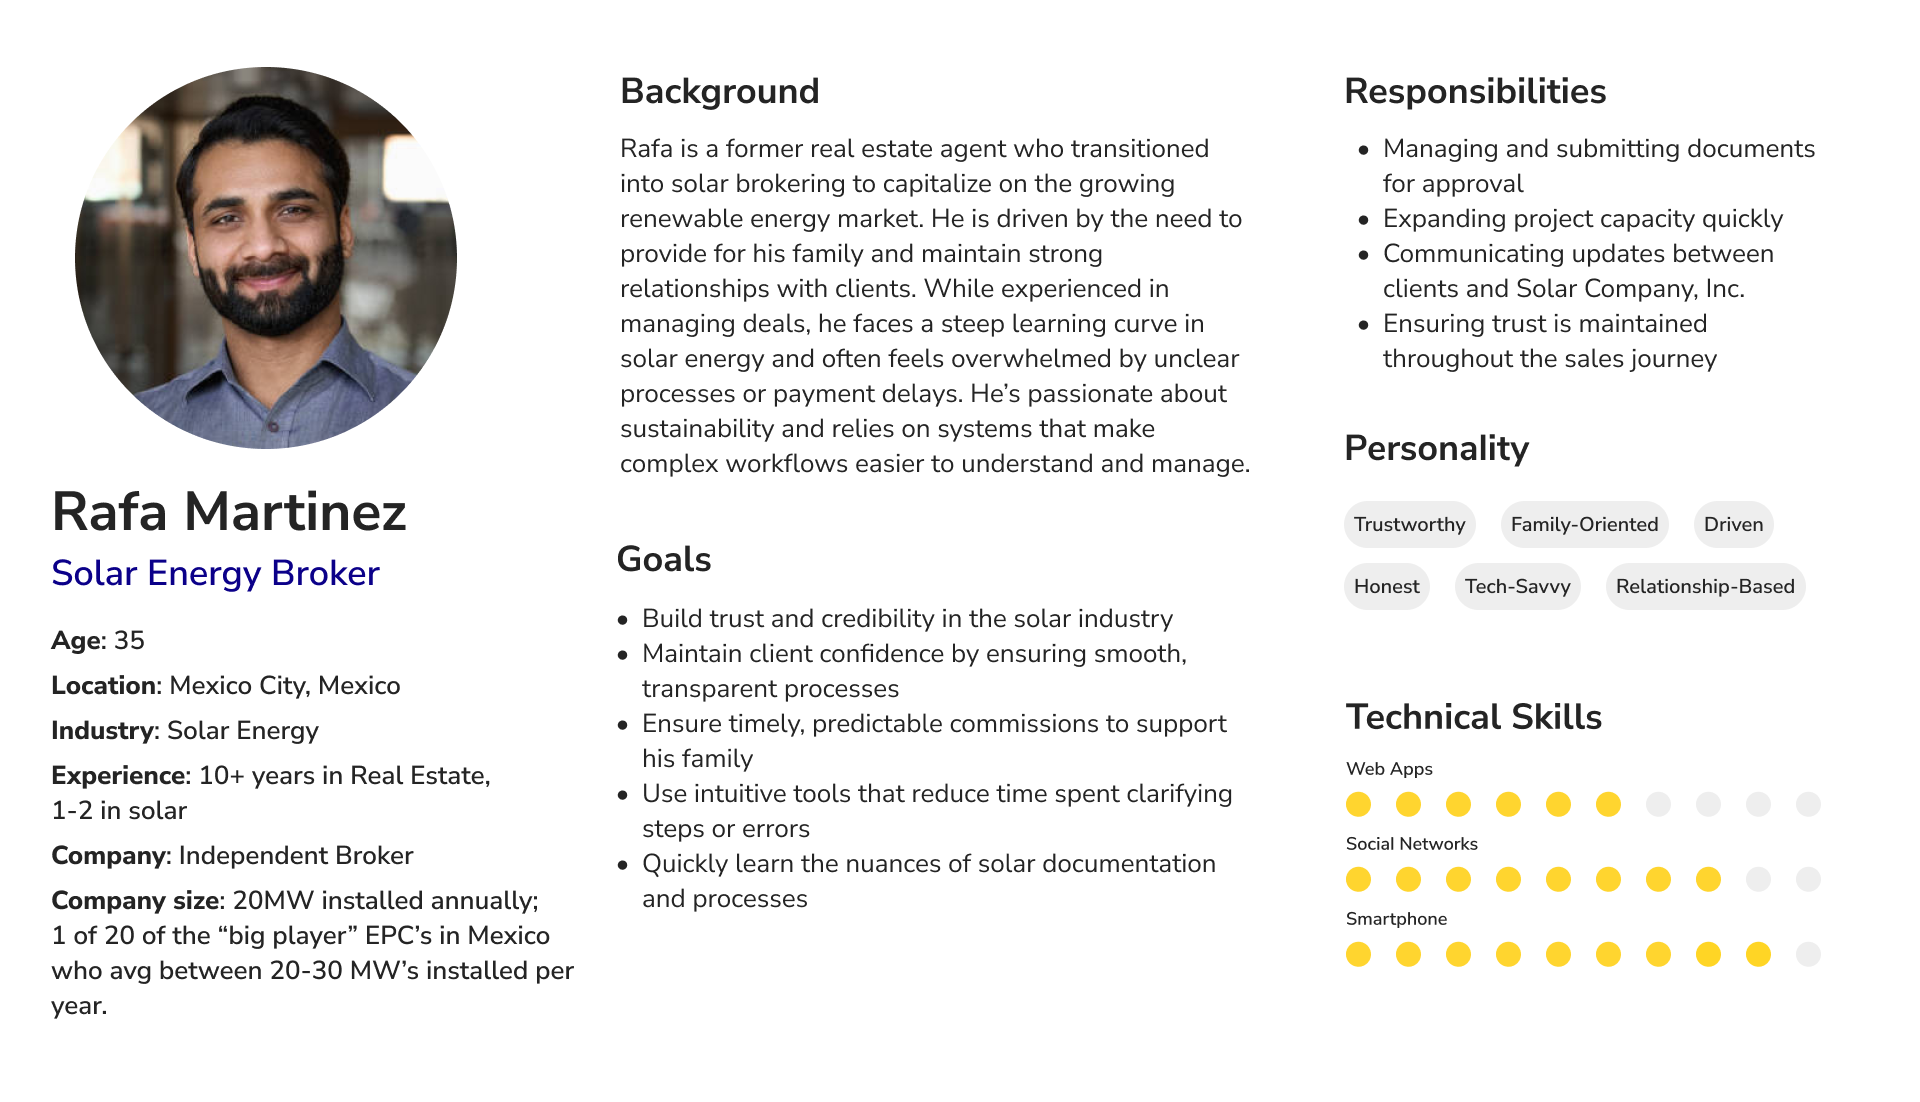 Rafa Martinez
Solar Energy Broker
Age: 35
Location: Mexico City, Mexico
Industry: Solar Energy
Experience: 10+ years in Real Estate,
1-2 in solar
Company: Independent Broker
Company size: 20MW installed annually;
1 of 20 of the “big player” EPC’s in Mexico
who avg between 20-30 MW’s installed per
year.
Background
Rafa is a former real estate agent who transitioned
into solar brokering to capitalize on the growing
renewable energy market. He is driven by the need to
provide for his family and maintain strong
relationships with clients. While experienced in
managing deals, he faces a steep learning curve in
solar energy and often feels overwhelmed by unclear
processes or payment delays. He’s passionate about
sustainability and relies on systems that make
complex workflows easier to understand and manage.
Goals
• Build trust and credibility in the solar industry
• Maintain client confidence by ensuring smooth,
transparent processes
• Ensure timely, predictable commissions to support
his family
• Use intuitive tools that reduce time spent clarifying
steps or errors
• Quickly learn the nuances of solar documentation
and processes
Responsibilities
• Managing and submitting documents
for approval
• Expanding project capacity quickly
• Communicating updates between
clients and Solar Company, Inc.
• Ensuring trust is maintained
throughout the sales journey
Personality
Trustworthy Family-Oriented Driven
Honest Tech-Savvy Relationship-Based
Technical Skills
Web Apps
Social Networks
Smartphone